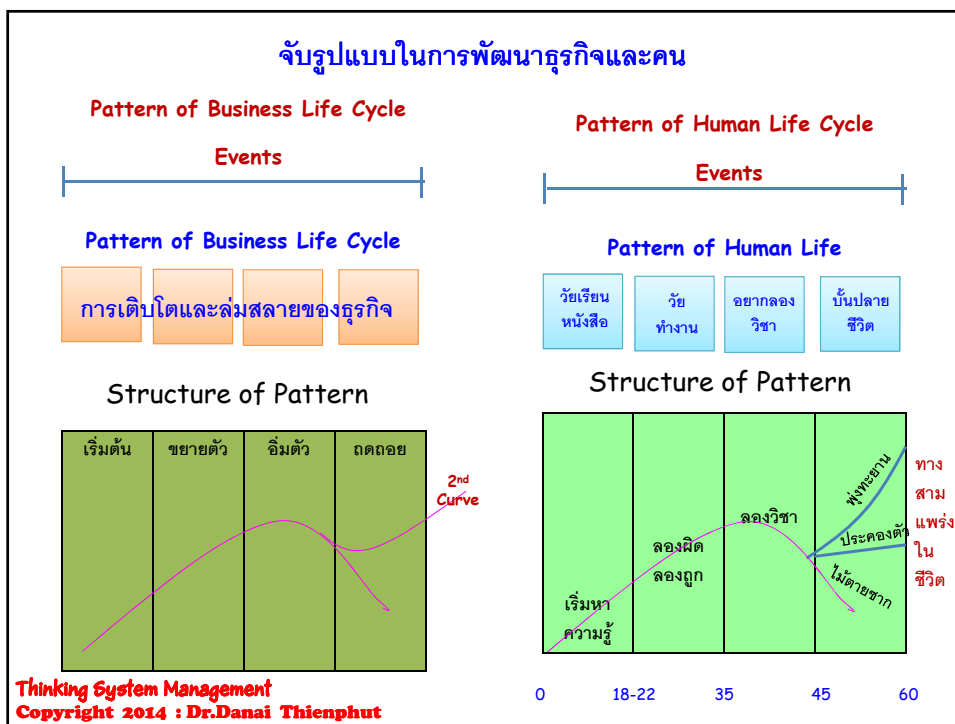 จับรูปแบบในการพัฒนาธุรกิจและคน
Pattern of Business Life Cycle
Events
Pattern of Business Life Cycle
การเติบโตและล่มสลายของธุรกิจ
Structure of Pattern
เริ่มต้น
ขยายตัว
อิ่มตัว
ถดถอย
2nd
Curve
Pattern of Human Life Cycle
Events
Pattern of Human Life
วัยเรียน
หนังสือ
วัย
ทำงาน
อยากลอง
วิชา
บั้นปลาย
ชีวิต
Structure of Pattern
เริ่มหา
ความรู้
ลองผิด
ลองถูก
ลองวิชา
พุ่งทะยาน
ประคองตัว
ไม้ตายซาก
ทาง
สาม
แพร่ง
ใน
ชีวิต
0 18-22 35 45 60
Thinking System Management
Copyright 2014 : Dr.Danai Thienphut